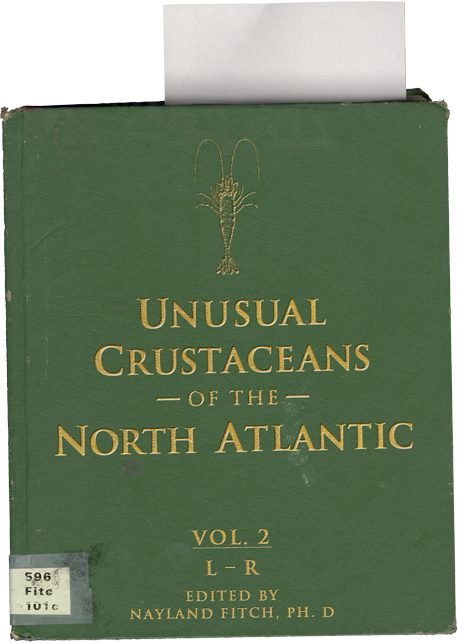 UNUSUAL
CRUSTACEANS
— OF THE —
NORTH ATLANTIC
VOL. 2
L – R
EDITED BY
NAYLAND FITCH, PH. D
596
Fitc
101c